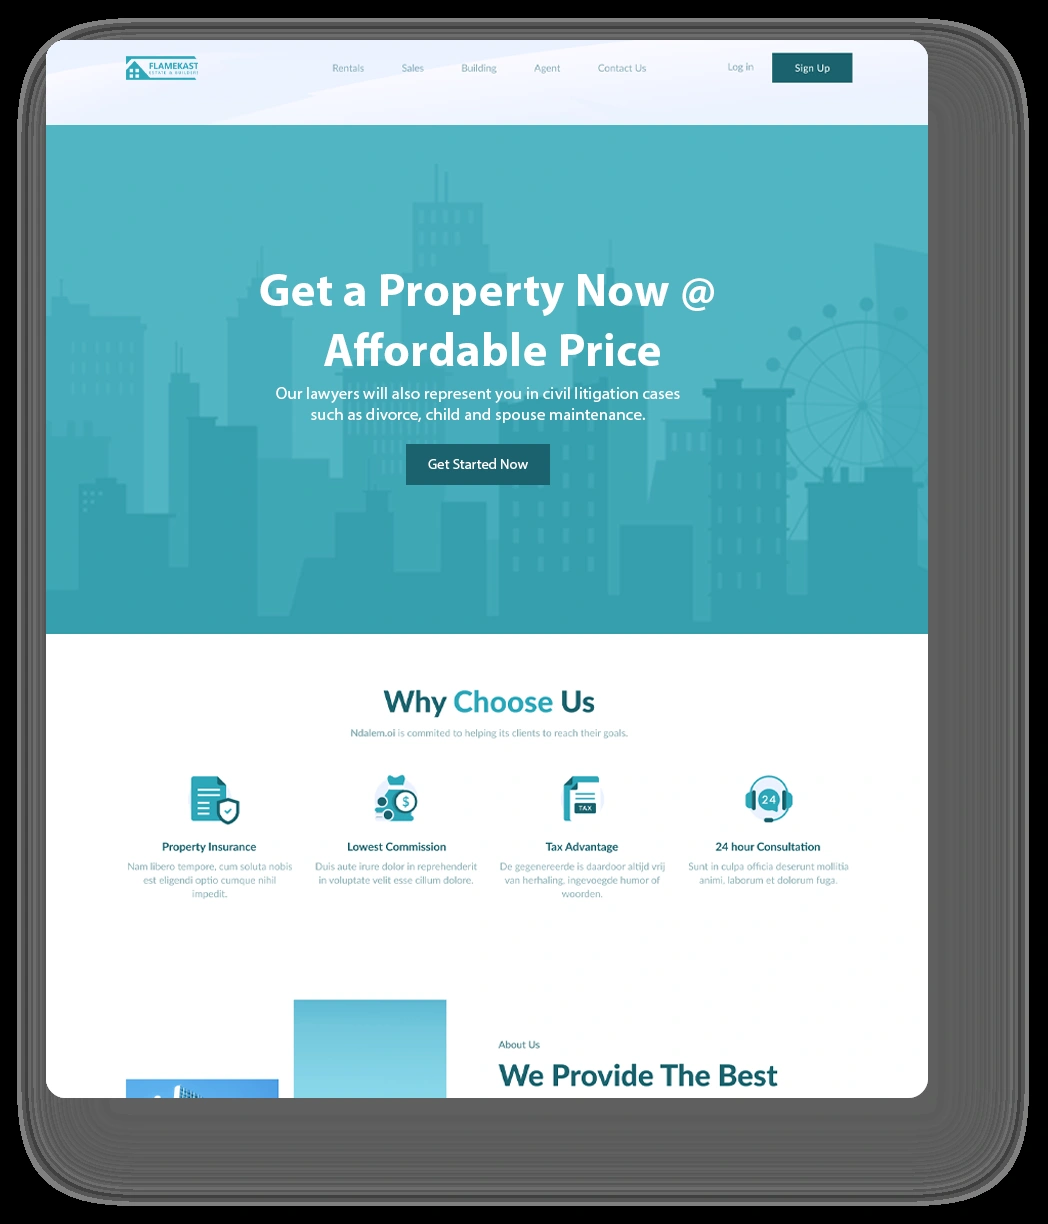 FLAMEKAST
ESTATE & BUILDERS
Rentals
Sales
Building
Agent
Contact Us
Log in
Sign Up
Get a Property Now @
Affordable Price
Our lawyers will also represent you in civil litigation cases
such as divorce, child and spouse maintenance.
Get Started Now
Why Choose Us
Ndalem.oi is commited to helping its clients to reach their goals.
$
TAX
24
Property Insurance
Nam libero tempore, cum soluta nobis
est eligendi optio cumque nihil
impedit.
Lowest Commission
Duis aute irure dolor in reprehenderit
in voluptate velit esse cillum dolore.
Tax Advantage
De gegenereerde is daardoor altijd vrij
van herhaling, ingevoegde humor of
woorden.
24 hour Consultation
Sunt in culpa officia deserunt mollitia
animi, laborum et dolorum fuga.
About Us
We Provide The Best